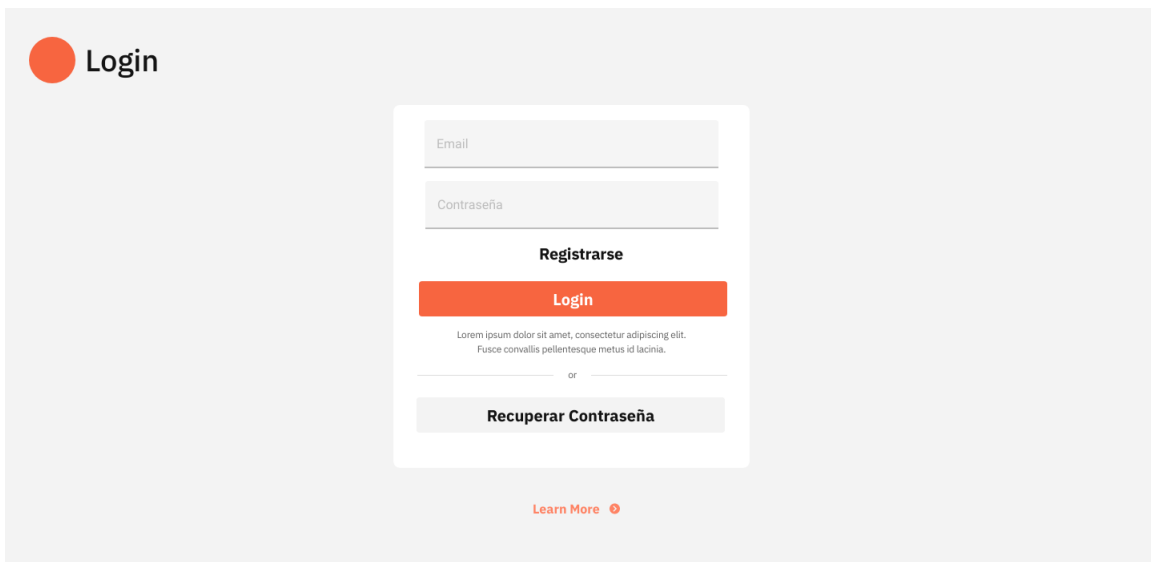 Login
Email
Contraseña
Registrarse
Login
Lorem ipsum dolor sit amet, consectetur adipiscing elit.
Fusce convallis pellentesque metus id lacinia.
or
Recuperar Contraseña
Learn More